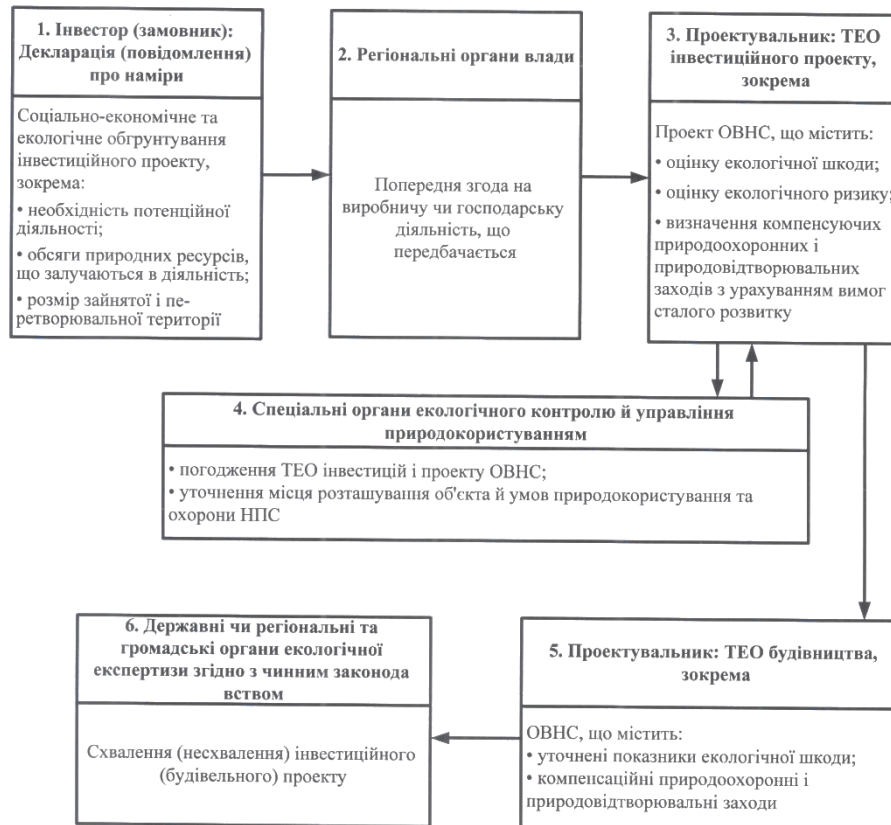 1. Інвестор (замовник):
Декларація (повідомлення)
про наміри
Соціально-економічне та
екологічне обгрунтування
інвестиційного проекту,
зокрема:
• необхідність потенційної
діяльності;
• обсяги природних ресурсів,
що залучаються в діяльність;
• розмір зайнятої і пе-
ретворювальної території
2. Регіональні органи влади
Попередня згода на
виробничу чи господарську
діяльність, що
передбачається
3. Проектувальник: ТЕО
інвестиційного проекту,
зокрема
Проект ОВНС, що містить:
• оцінку екологічної шкоди;
• оцінку екологічного ризику;
• визначення компенсуючих
природоохоронних і
природовідтворювальних
заходів з урахуванням вимог
сталого розвитку
4. Спеціальні органи екологічного контролю й управління
природокористуванням
• погодження ТЕО інвестицій і проекту ОВНС;
• уточнення місця розташування об'єкта й умов природокористування та
охорони НПС
6. Державні чи регіональні та
громадські органи екологічної
експертизи згідно з чинним законода
вством
Схвалення (несхвалення) інвестиційного
(будівельного) проекту
5. Проектувальник: ТЕО будівництва,
зокрема
ОВНС, що містить:
• уточнені показники екологічної шкоди;
• компенсаційні природоохоронні і
природовідтворювальні заходи